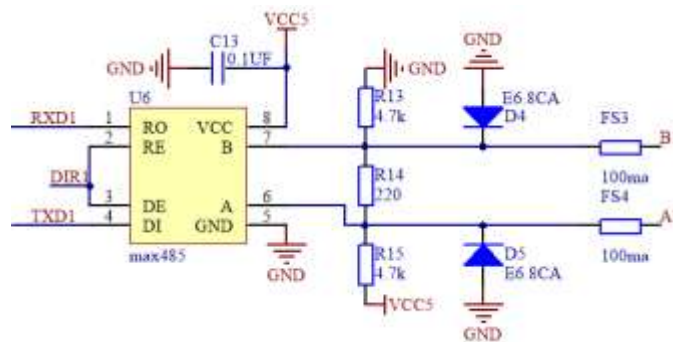 VCC5
C13
GND
0.1UF
GND
GND
U6
R13
4.7k
E6 8CA
D4
FS3
RXD1
1
RO
VCC
8
2
RE
B
7
B
DIR1
R14
220
100ma
FS4
3
DE
A
6
TXD1
4
DI
GND
5
A
max485
GND
R15
4.7k
D5
E6 8CA
100ma
VCC5
GND